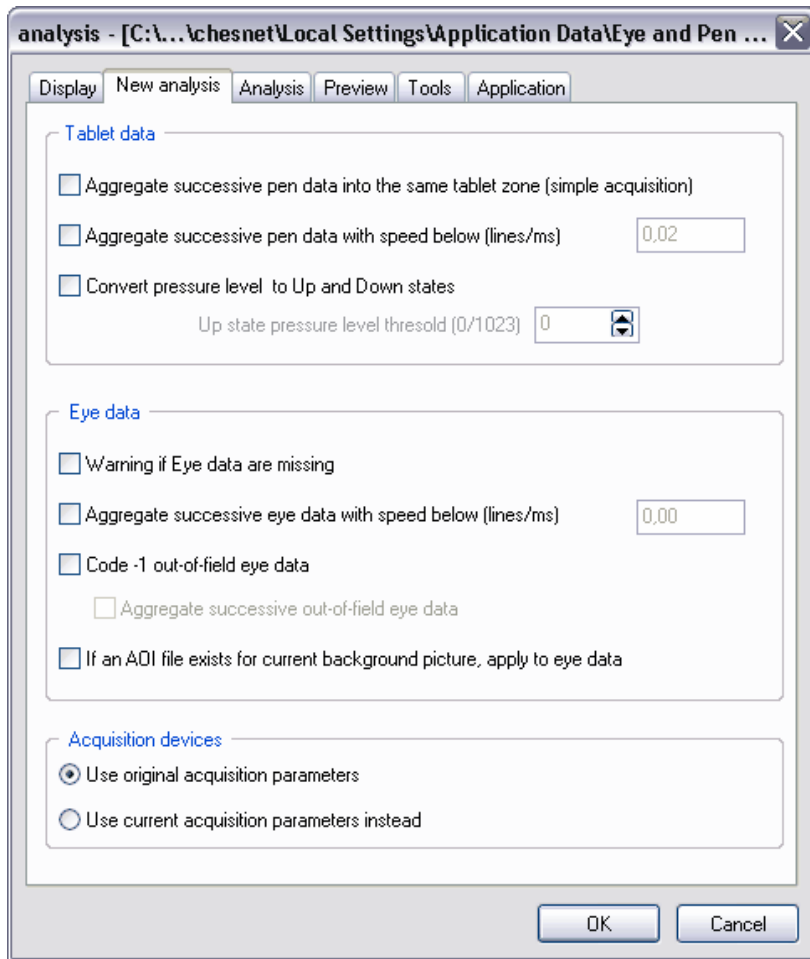 analysis - [C:\...\chesnet\Local Settings\Application Data\Eye and Pen ...
Display New analysis Analysis Preview Tools Application
Tablet data
Aggregate successive pen data into the same tablet zone (simple acquisition)
Aggregate successive pen data with speed below (lines/ms) 0,02
Convert pressure level to Up and Down states
Up state pressure level thresold (0/1023) 0
Eye data
Warning if Eye data are missing
Aggregate successive eye data with speed below (lines/ms) 0,00
Code -1 out-of-field eye data
Aggregate successive out-of-field eye data
If an AOI file exists for current background picture, apply to eye data
Acquisition devices
Use original acquisition parameters
Use current acquisition parameters instead
OK Cancel